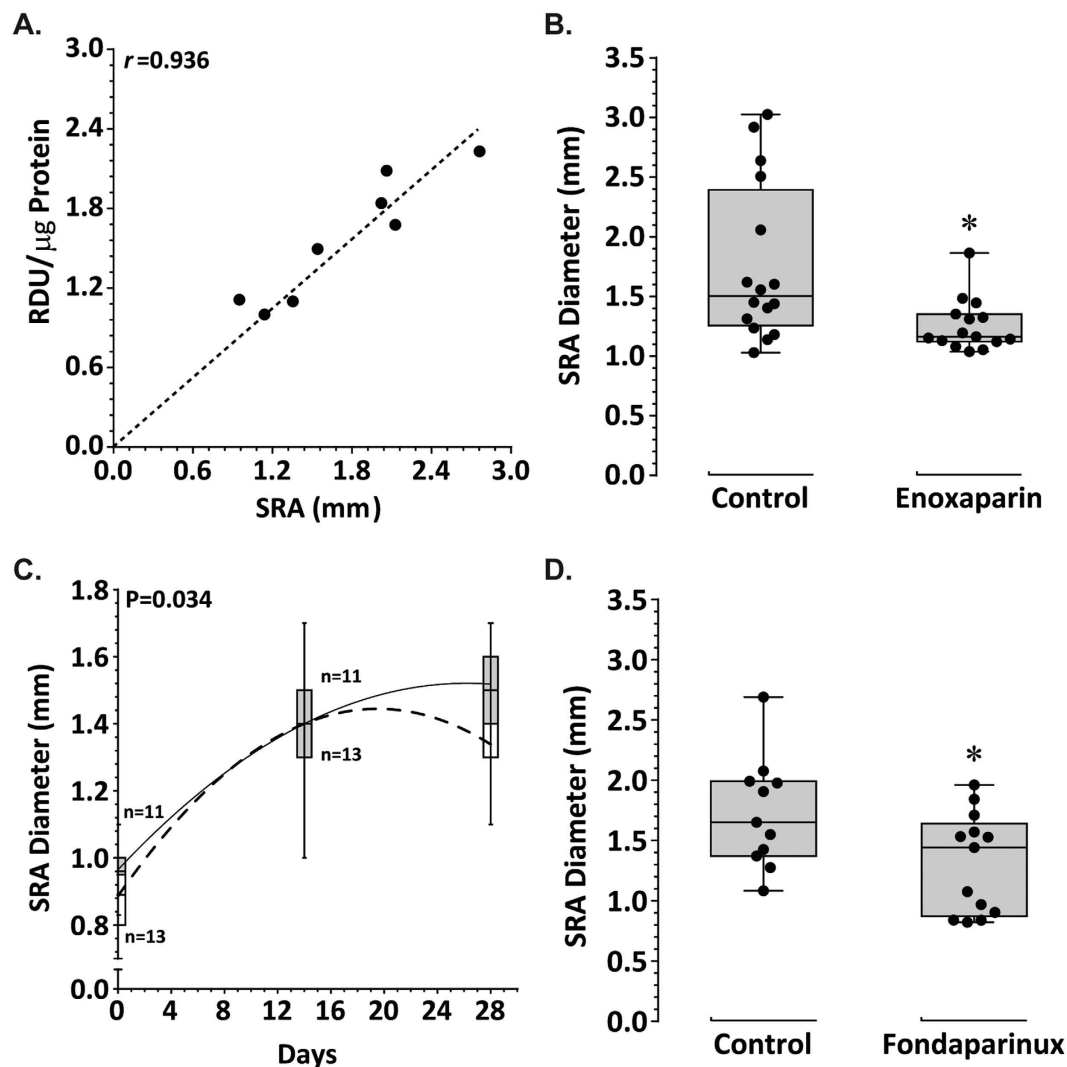 A.
r=0.936
3.0
2.4
1.8
1.2
0.6
0.0
RDU/µg Protein
0.0 0.6 1.2 1.8 2.4 3.0
SRA (mm)
B.
3.5
3.0
2.5
2.0
1.5
1.0
0.5
0.0
SRA Diameter (mm)
*
Control Enoxaparin
C.
P=0.034
1.8
1.6
1.4
1.2
1.0
0.8
0.0
SRA Diameter (mm)
n=11
n=13
n=11
n=13
0 4 8 12 16 20 24 28
Days
D.
3.5
3.0
2.5
2.0
1.5
1.0
0.5
0.0
SRA Diameter (mm)
*
Control Fondaparinux